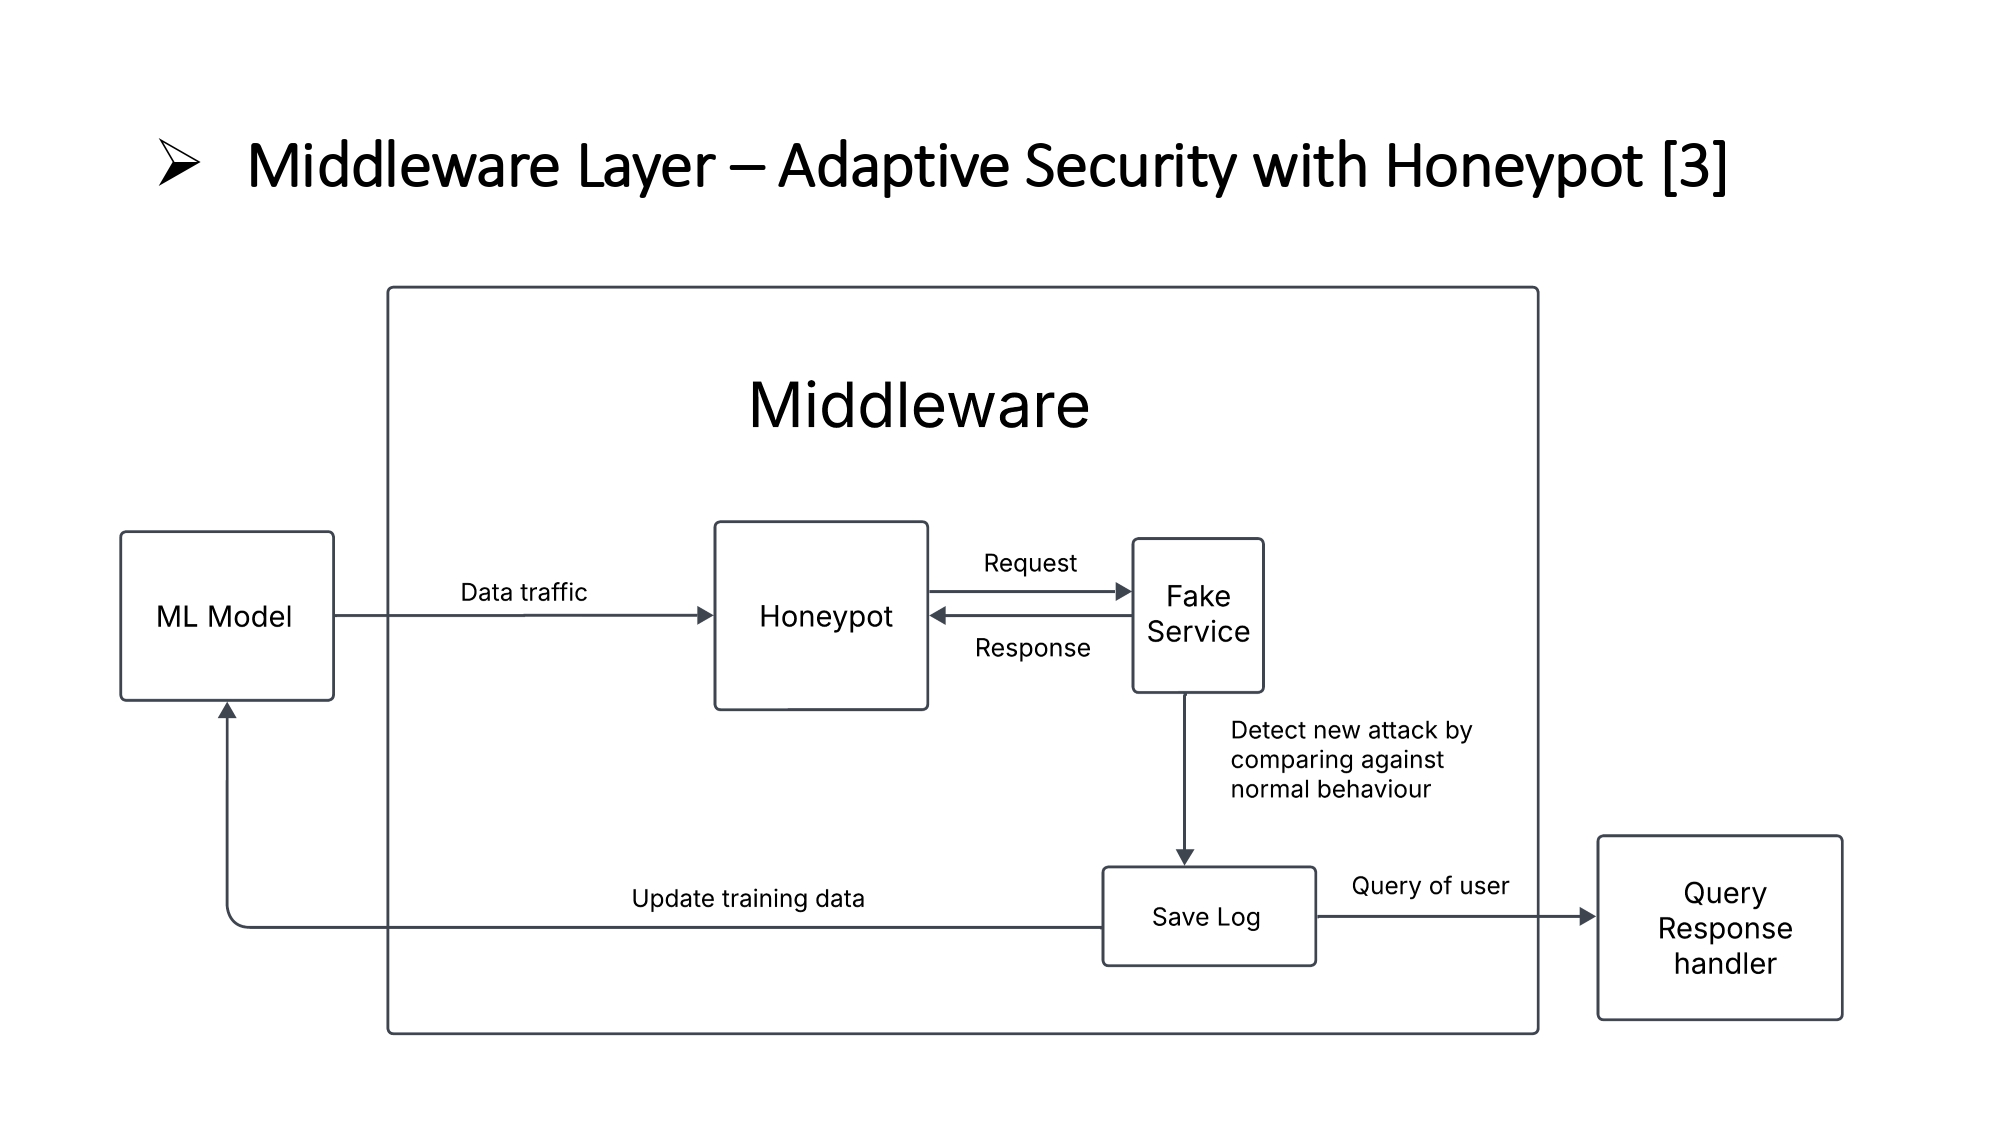 Middleware Layer – Adaptive Security with Honeypot [3]
Middleware
ML Model
Data traffic
Honeypot
Request
Response
Fake
Service
Detect new attack by
comparing against
normal behaviour
Update training data
Save Log
Query of user
Query
Response
handler